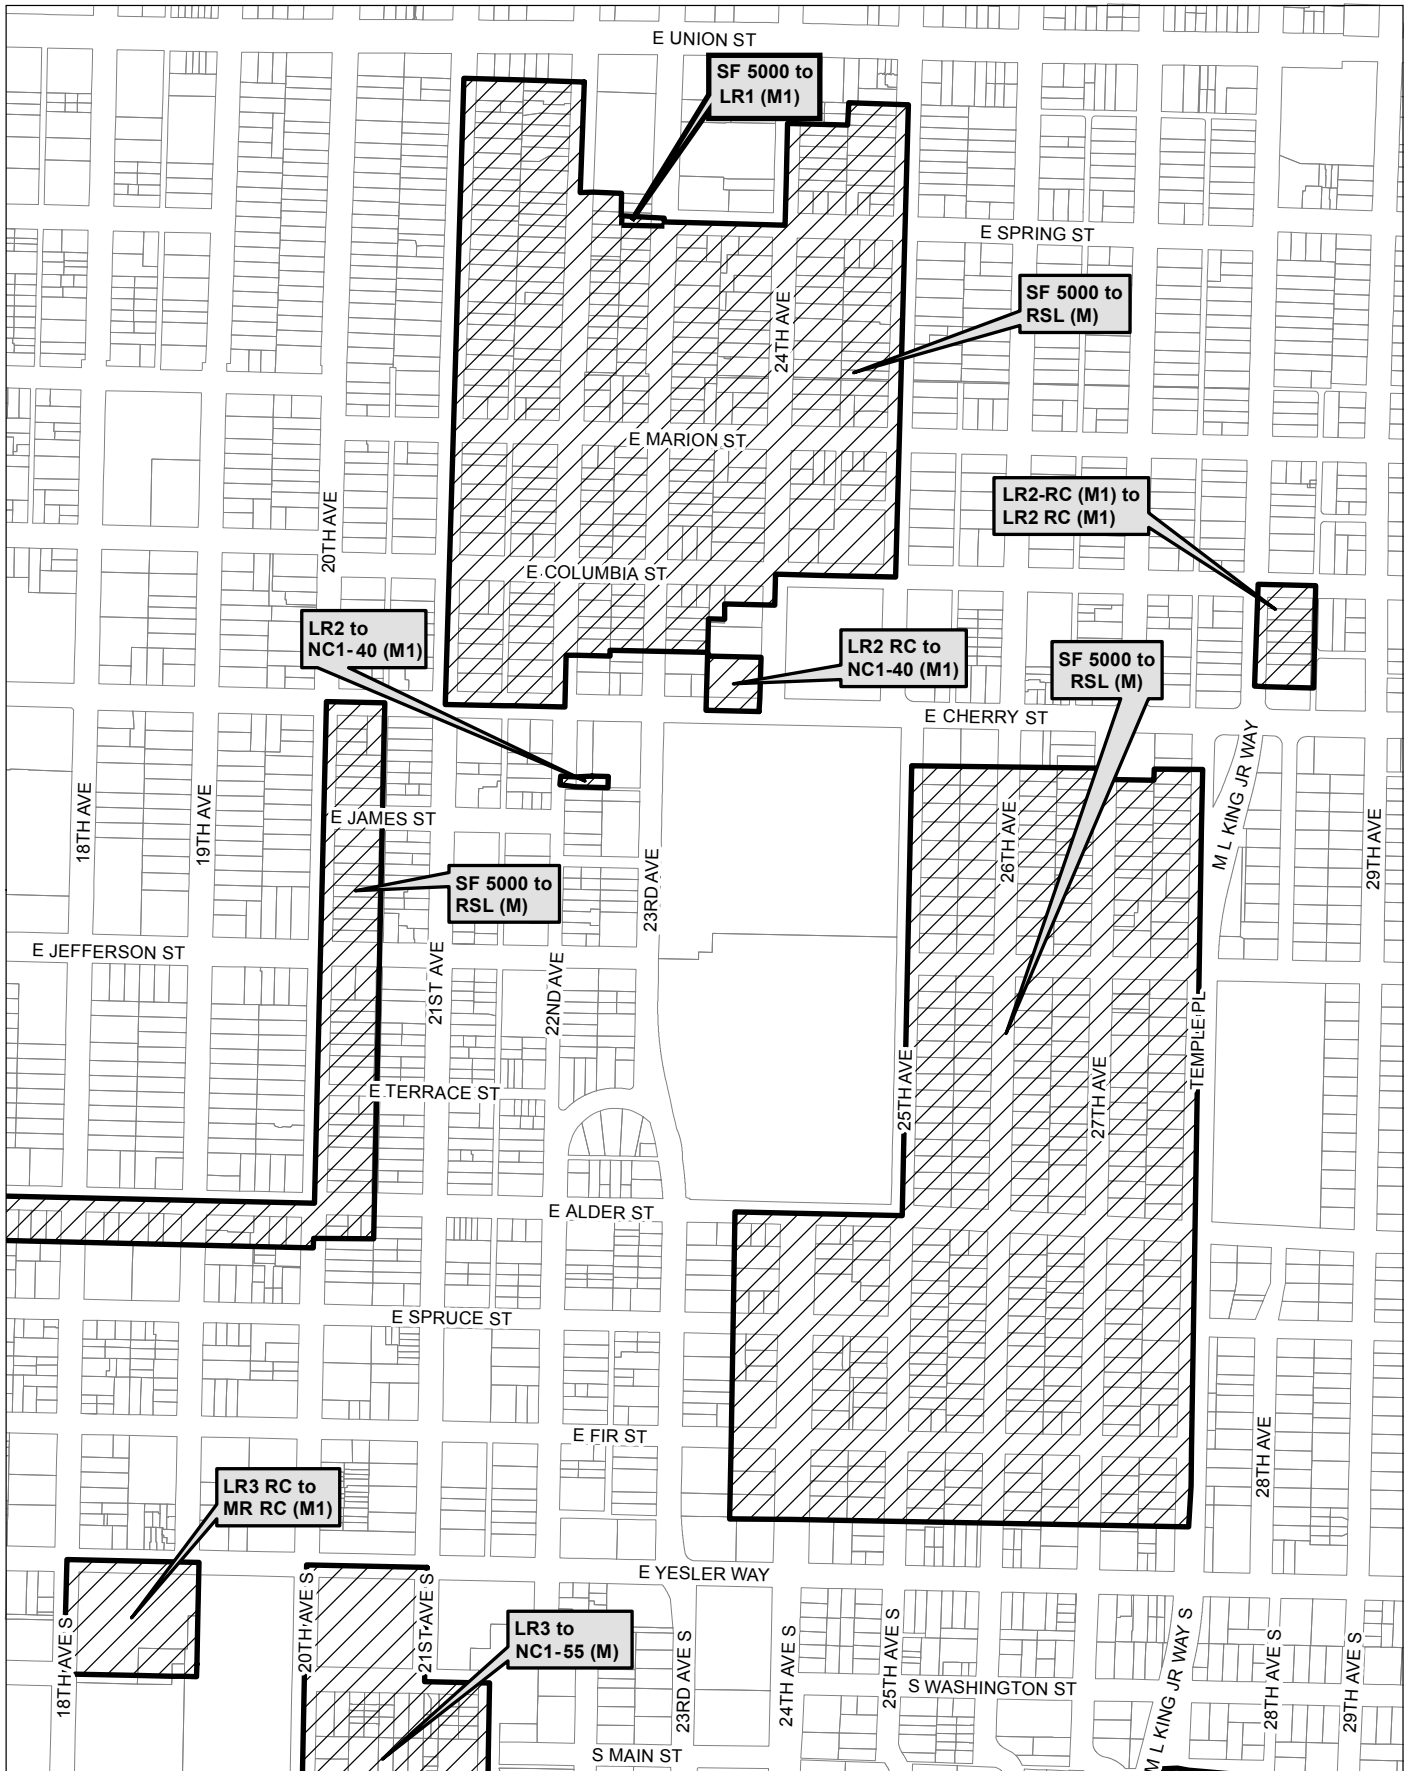 E UNION ST
SF 5000 to
LR1 (M1)
E SPRING ST
SF 5000 to
RSL (M)
24TH AVE
E MARION ST
LR2-RC (M1) to
LR2 RC (M1)
20TH AVE
E COLUMBIA ST
LR2 to
NC1-40 (M1)
LR2 RC to
NC1-40 (M1)
SF 5000 to
RSL (M)
E CHERRY ST
M L KING JR WAY
18TH AVE
19TH AVE
E JAMES ST
26TH AVE
29TH AVE
23RD AVE
SF 5000 to
RSL (M)
E JEFFERSON ST
21ST AVE
22ND AVE
TEMPLE PL
25TH AVE
27TH AVE
E TERRACE ST
E ALDER ST
E SPRUCE ST
E FIR ST
28TH AVE
LR3 RC to
MR RC (M1)
E YESLER WAY
20TH AVE S
21ST AVE S
18TH AVE S
LR3 to
NC1-55 (M)
23RD AVE S
24TH AVE S
25TH AVE S
S WASHINGTON ST
M L KING JR WAY S
28TH AVE S
29TH AVE S
S MAIN ST